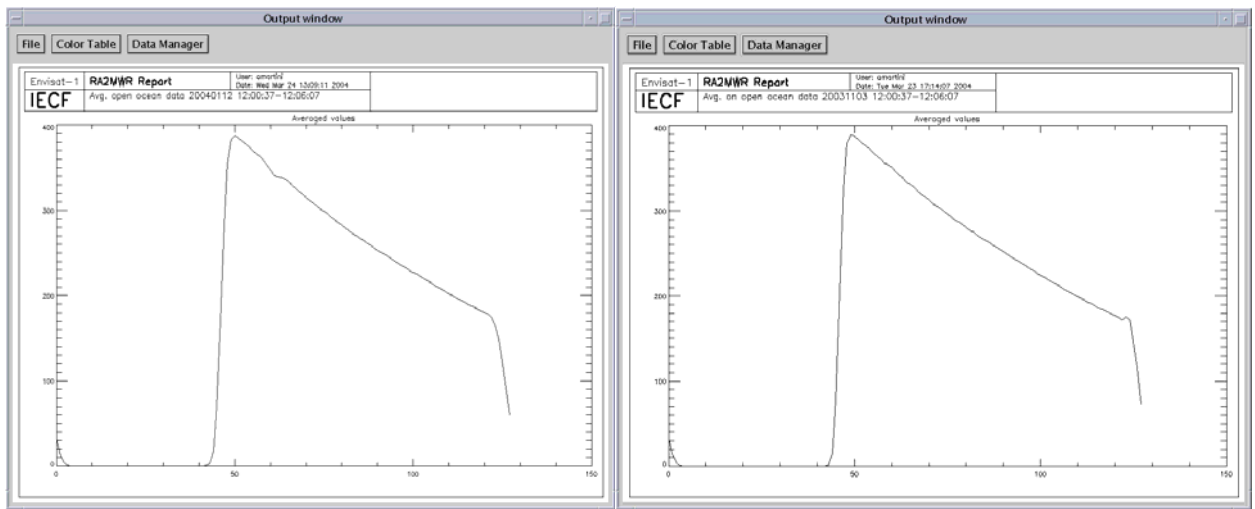 Output window
File Color Table Data Manager
Envisat-1 RA2MWR Report User: amartini
Date: Wed Mar 24 13:09:11 2004
IECF Avg. open ocean data 20040112 12:00:37-12:06:07
Averaged values
400
300
200
100
0
0 50 100 150
Output window
File Color Table Data Manager
Envisat-1 RA2MWR Report User: amartini
Date: Tue Mar 23 17:14:07 2004
IECF Avg. on open ocean data 20031103 12:00:37-12:06:07
Averaged values
400
300
200
100
0
0 50 100 150